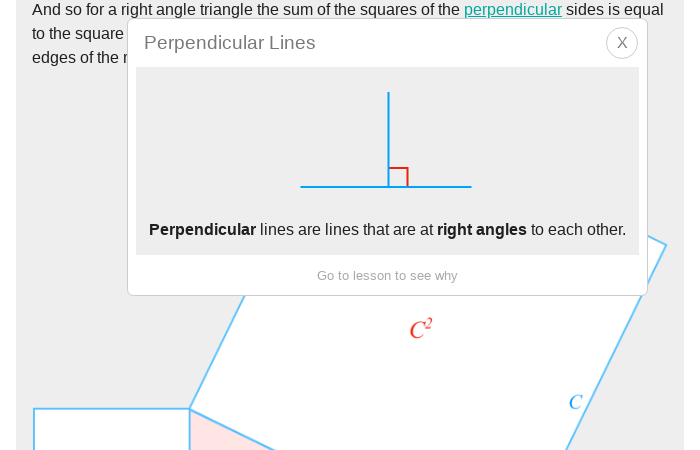 And so for a right angle triangle the sum of the squares of the perpendicular sides is equal
to the square
edges of the
Perpendicular Lines
X
Perpendicular lines are lines that are at right angles to each other.
Go to lesson to see why
C²
C